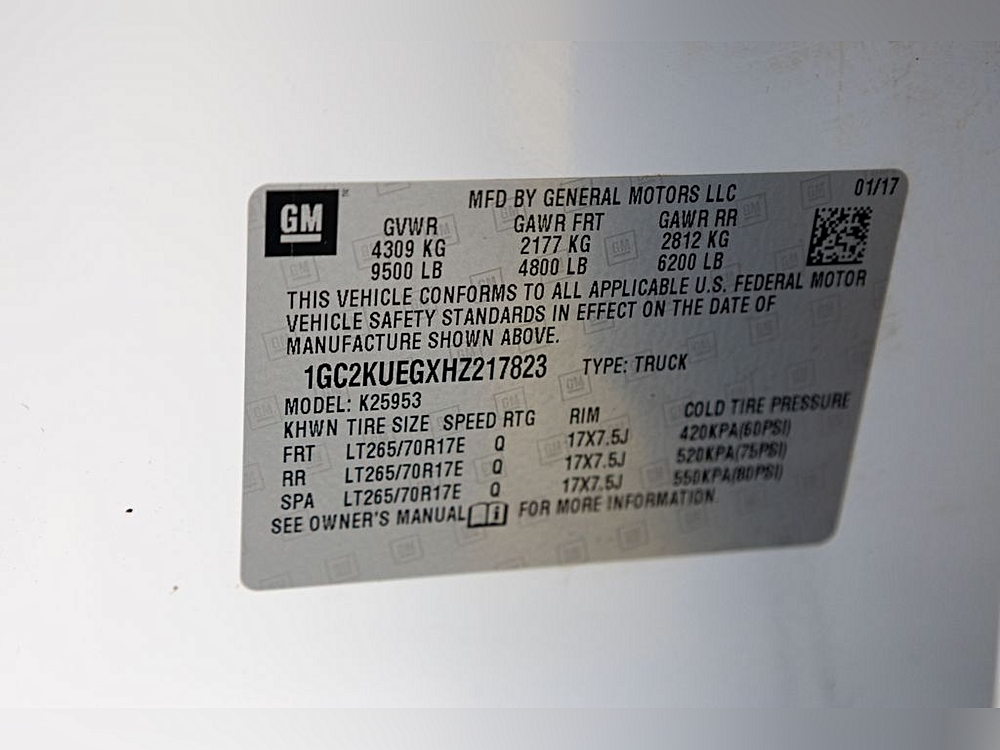 GM
MFD BY GENERAL MOTORS LLC 01/17
GVWR GAWR FRT GAWR RR
4309 KG 2177 KG 2812 KG
9500 LB 4800 LB 6200 LB
THIS VEHICLE CONFORMS TO ALL APPLICABLE U.S. FEDERAL MOTOR
VEHICLE SAFETY STANDARDS IN EFFECT ON THE DATE OF
MANUFACTURE SHOWN ABOVE.
1GC2KUEGXHZ217823 TYPE: TRUCK
MODEL: K25953
KHWN TIRE SIZE SPEED RTG RIM COLD TIRE PRESSURE
FRT LT265/70R17E Q 17X7.5J 420KPA(60PSI)
RR LT265/70R17E Q 17X7.5J 520KPA(75PSI)
SPA LT265/70R17E Q 17X7.5J 550KPA(80PSI)
SEE OWNER'S MANUAL FOR MORE INFORMATION.